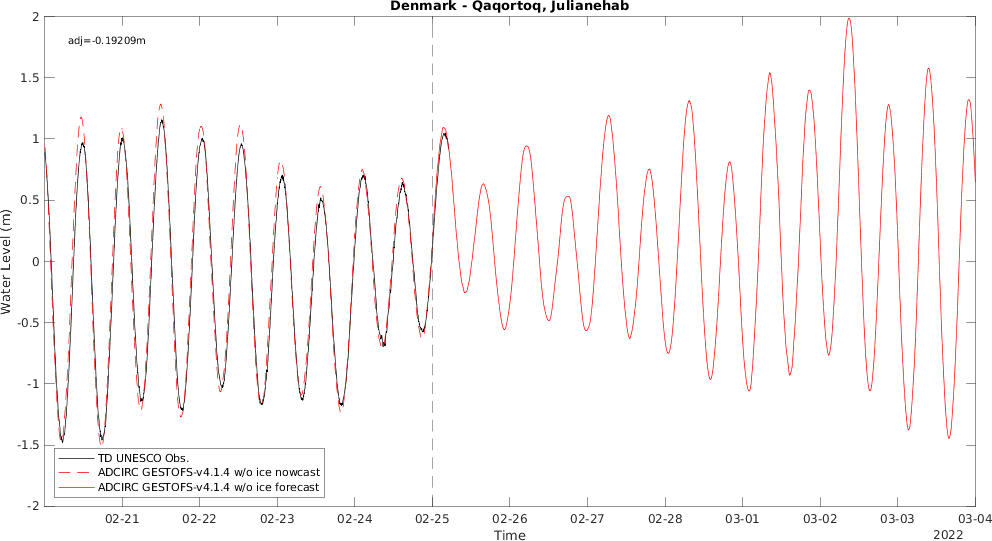 Denmark - Qaqortoq, Julianehab
adj=-0.19209m
2
1.5
1
0.5
0
-0.5
-1
-1.5
-2
Water Level (m)
TD UNESCO Obs.
ADCIRC GESTOFS-v4.1.4 w/o ice nowcast
ADCIRC GESTOFS-v4.1.4 w/o ice forecast
02-21 02-22 02-23 02-24 02-25 02-26 02-27 02-28 03-01 03-02 03-03 03-04
Time
2022